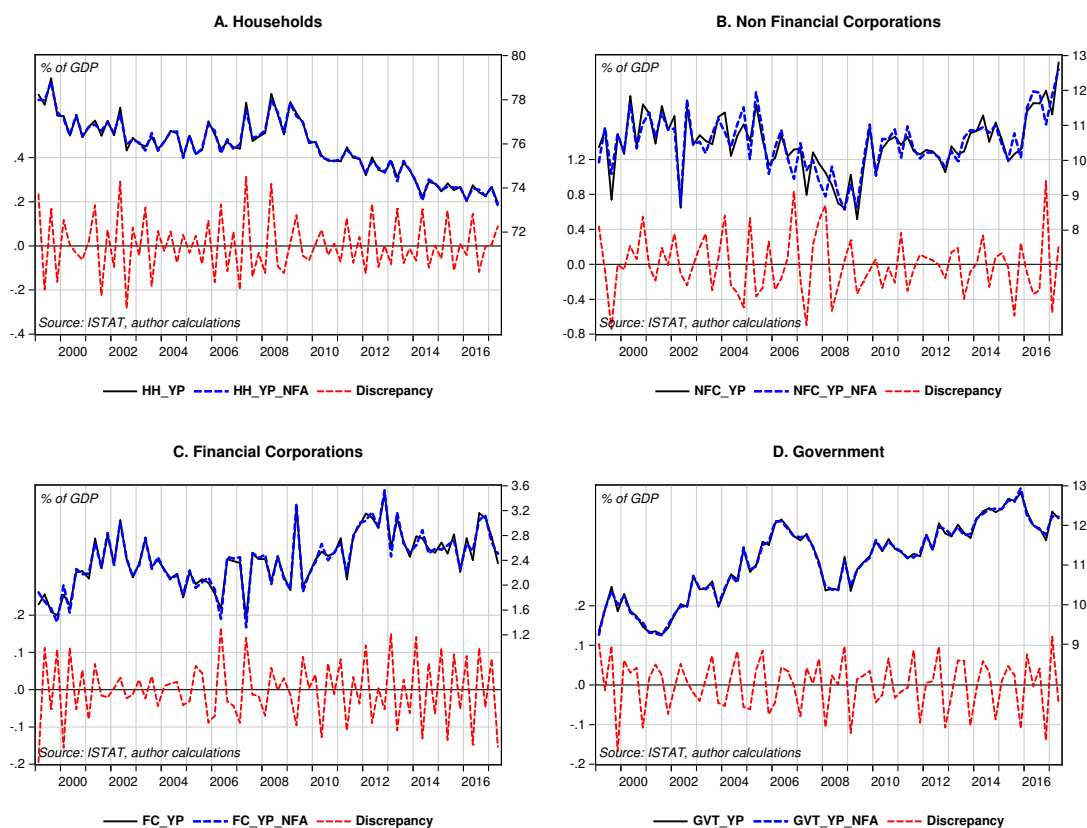 A. Households
% of GDP
80
78
76
74
72
.4
.2
.0
-.2
-.4
Source: ISTAT, author calculations
2000 2002 2004 2006 2008 2010 2012 2014 2016
HH_YP HH_YP_NFA Discrepancy
B. Non Financial Corporations
% of GDP
13
12
11
10
9
8
1.2
0.8
0.4
0.0
-0.4
-0.8
Source: ISTAT, author calculations
2000 2002 2004 2006 2008 2010 2012 2014 2016
NFC_YP NFC_YP_NFA Discrepancy
C. Financial Corporations
% of GDP
3.6
3.2
2.8
2.4
2.0
1.6
1.2
.2
.1
.0
-.1
-.2
Source: ISTAT, author calculations
2000 2002 2004 2006 2008 2010 2012 2014 2016
FC_YP FC_YP_NFA Discrepancy
D. Government
% of GDP
13
12
11
10
9
.2
.1
.0
-.1
-.2
Source: ISTAT, author calculations
2000 2002 2004 2006 2008 2010 2012 2014 2016
GVT_YP GVT_YP_NFA Discrepancy